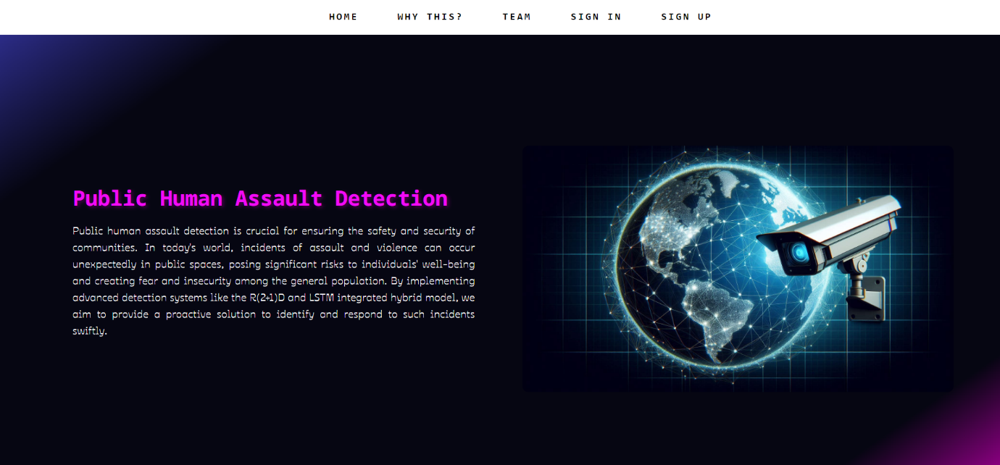 HOME WHY THIS? TEAM SIGN IN SIGN UP
Public Human Assault Detection
Public human assault detection is crucial for ensuring the safety and security of
communities. In today's world, incidents of assault and violence can occur
unexpectedly in public spaces, posing significant risks to individuals' well-being
and creating fear and insecurity among the general population. By implementing
advanced detection systems like the R(2+1)D and LSTM integrated hybrid model, we
aim to provide a proactive solution to identify and respond to such incidents
swiftly.